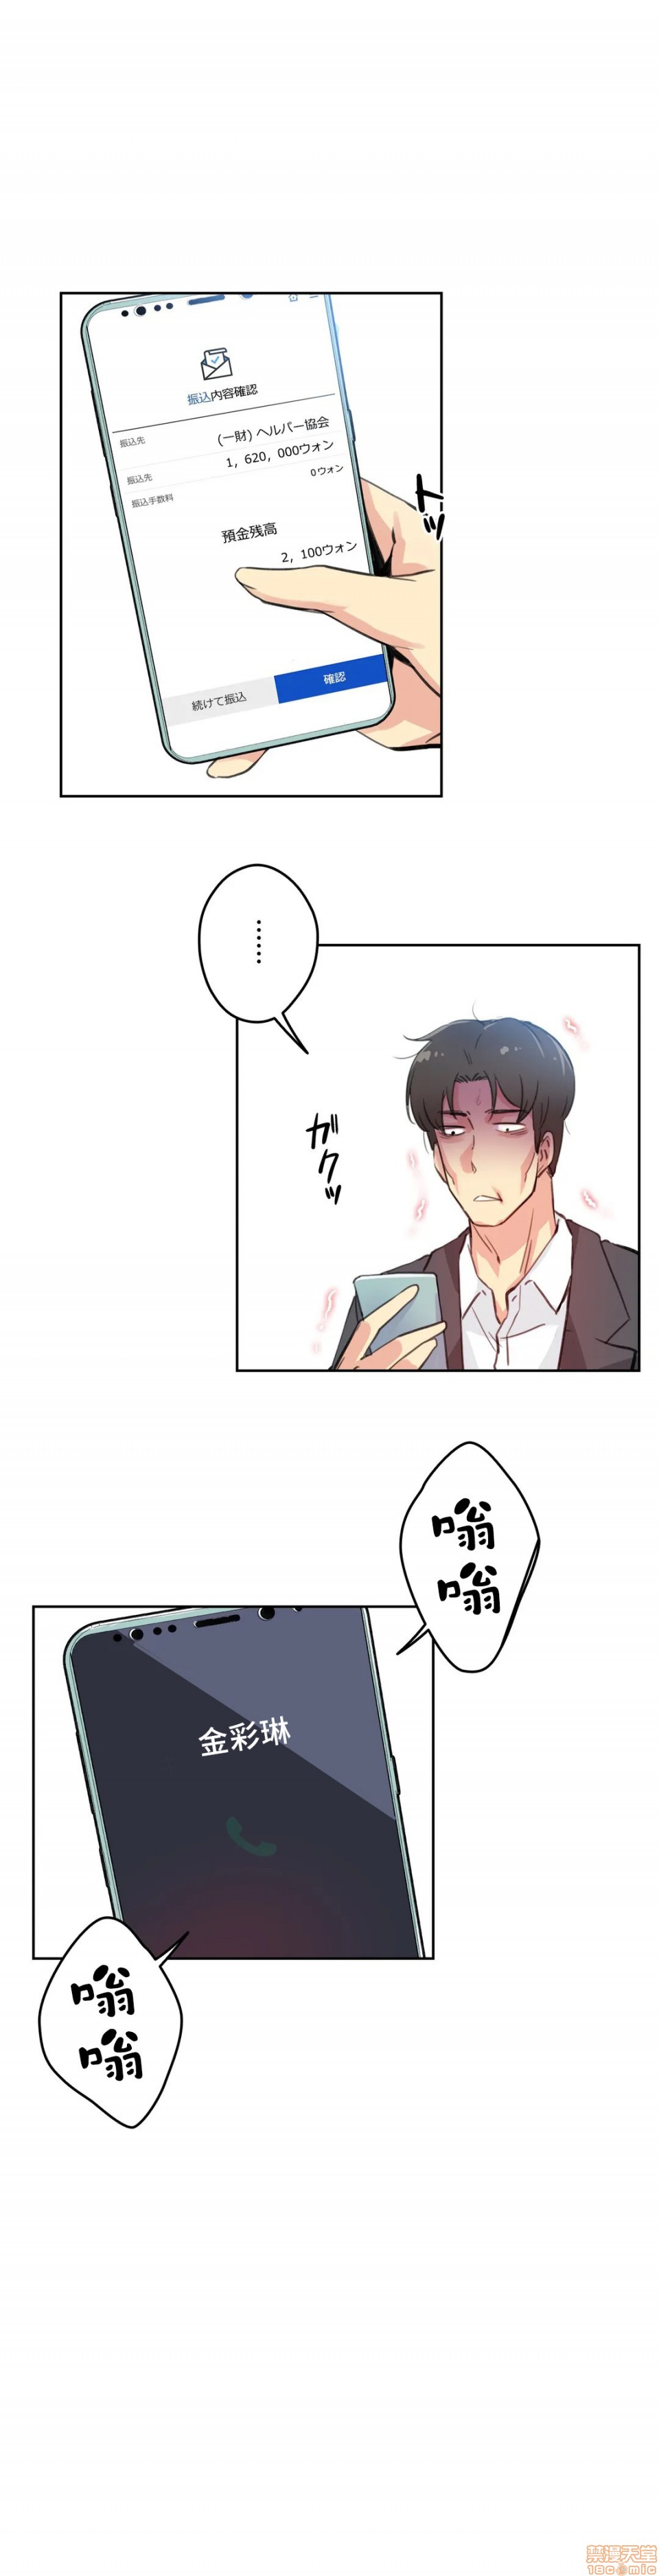 振込内容確認
振込先
(一財) ヘルパー協会
振込先
1, 620, 000ウォン
振込手数料
0ウォン
預金残高
2, 100ウォン
続けて振込
確認
トッ
……
ガクッ
嗡
嗡
金彩琳
嗡
嗡
禁漫天堂
18comic